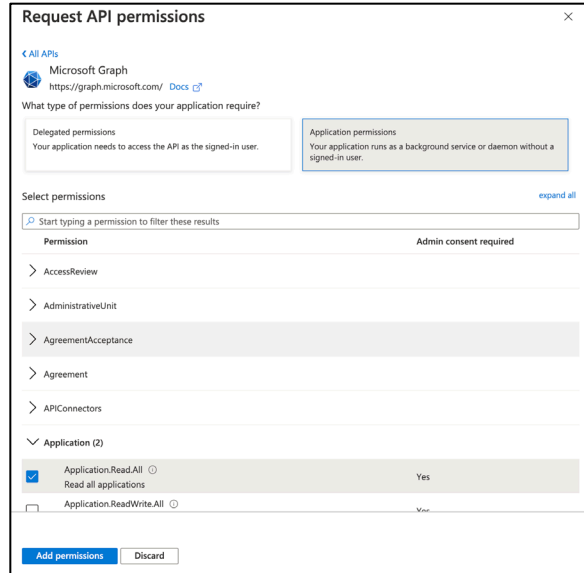 Request API permissions
All APIs
Microsoft Graph
https://graph.microsoft.com/ Docs
What type of permissions does your application require?
Delegated permissions
Your application needs to access the API as the signed-in user.
Application permissions
Your application runs as a background service or daemon without a
signed-in user.
Select permissions
expand all
Start typing a permission to filter these results
Permission Admin consent required
AccessReview
AdministrativeUnit
AgreementAcceptance
Agreement
APIConnectors
Application (2)
Application.Read.All
Read all applications
Yes
Application.ReadWrite.All
Yes
Add permissions Discard